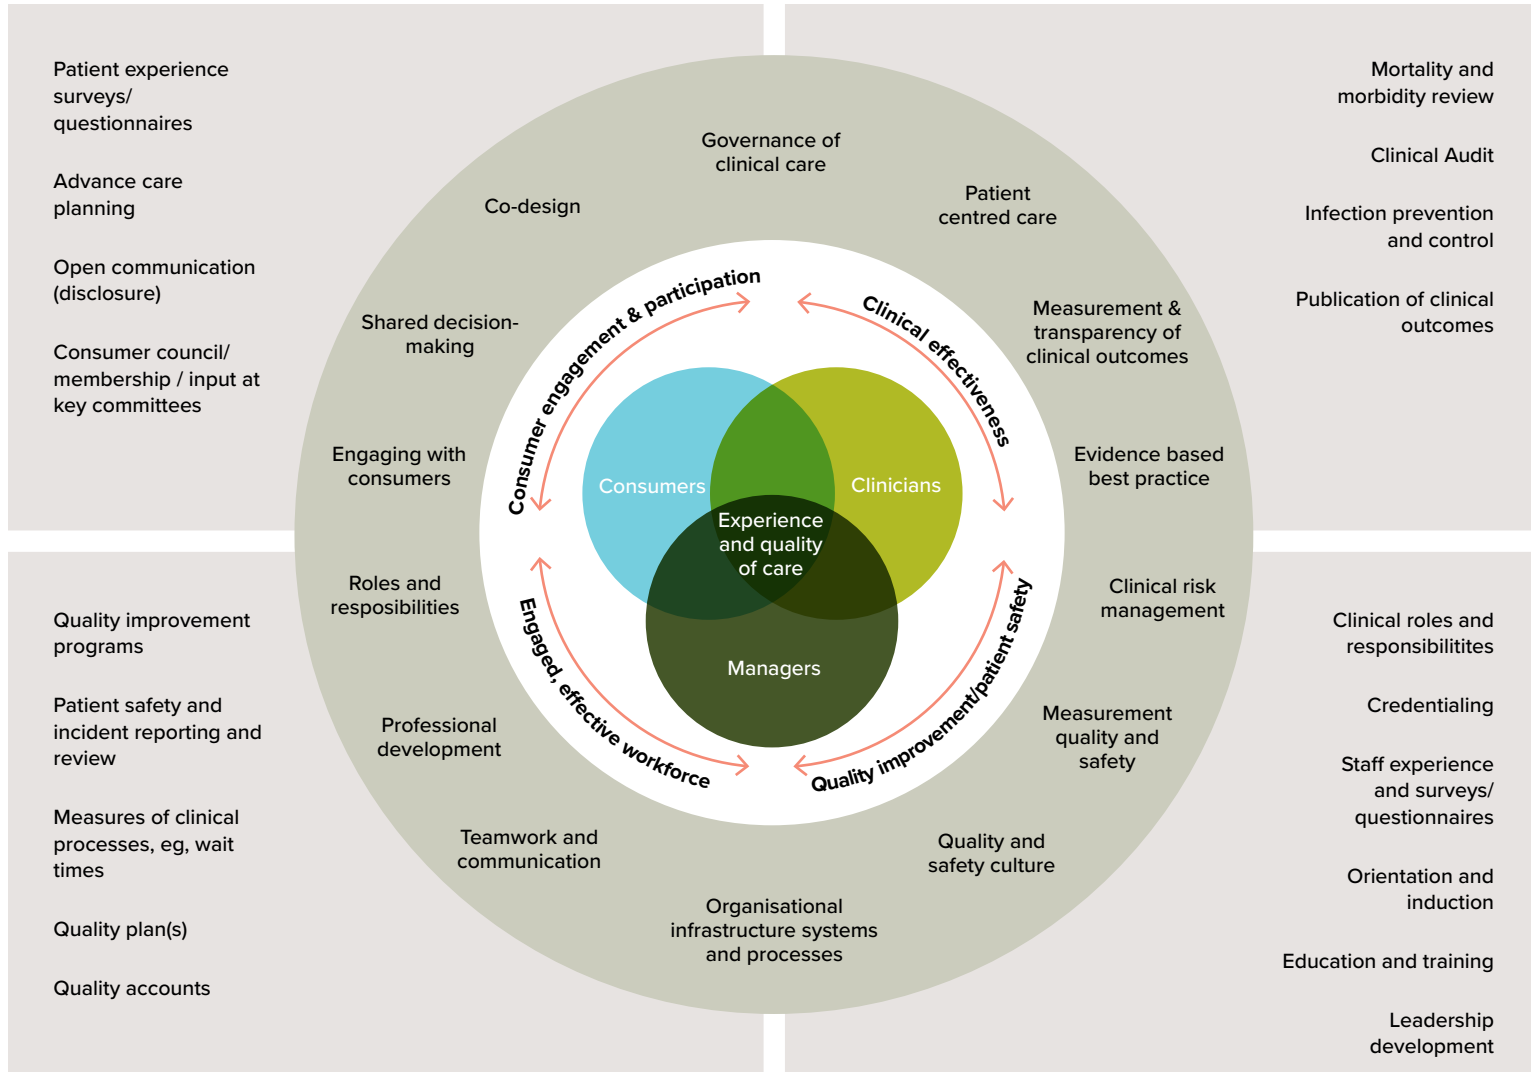 Patient experience
surveys/
questionnaires
Advance care
planning
Open communication
(disclosure)
Consumer council/
membership / input at
key committees
Mortality and
morbidity review
Clinical Audit
Infection prevention
and control
Publication of clinical
outcomes
Governance of
clinical care
Co-design
Patient
centred care
Shared decision-
making
Measurement &
transparency of
clinical outcomes
Engaging with
consumers
Evidence based
best practice
Roles and
resposibilities
Clinical risk
management
Professional
development
Measurement
quality and
safety
Teamwork and
communication
Quality and
safety culture
Organisational
infrastructure systems
and processes
Consumer engagement & participation
Clinical effectiveness
Engaged, effective workforce
Quality improvement/patient safety
Consumers
Clinicians
Experience
and quality
of care
Managers
Quality improvement
programs
Patient safety and
incident reporting and
review
Measures of clinical
processes, eg, wait
times
Quality plan(s)
Quality accounts
Clinical roles and
responsibilitites
Credentialing
Staff experience
and surveys/
questionnaires
Orientation and
induction
Education and training
Leadership
development